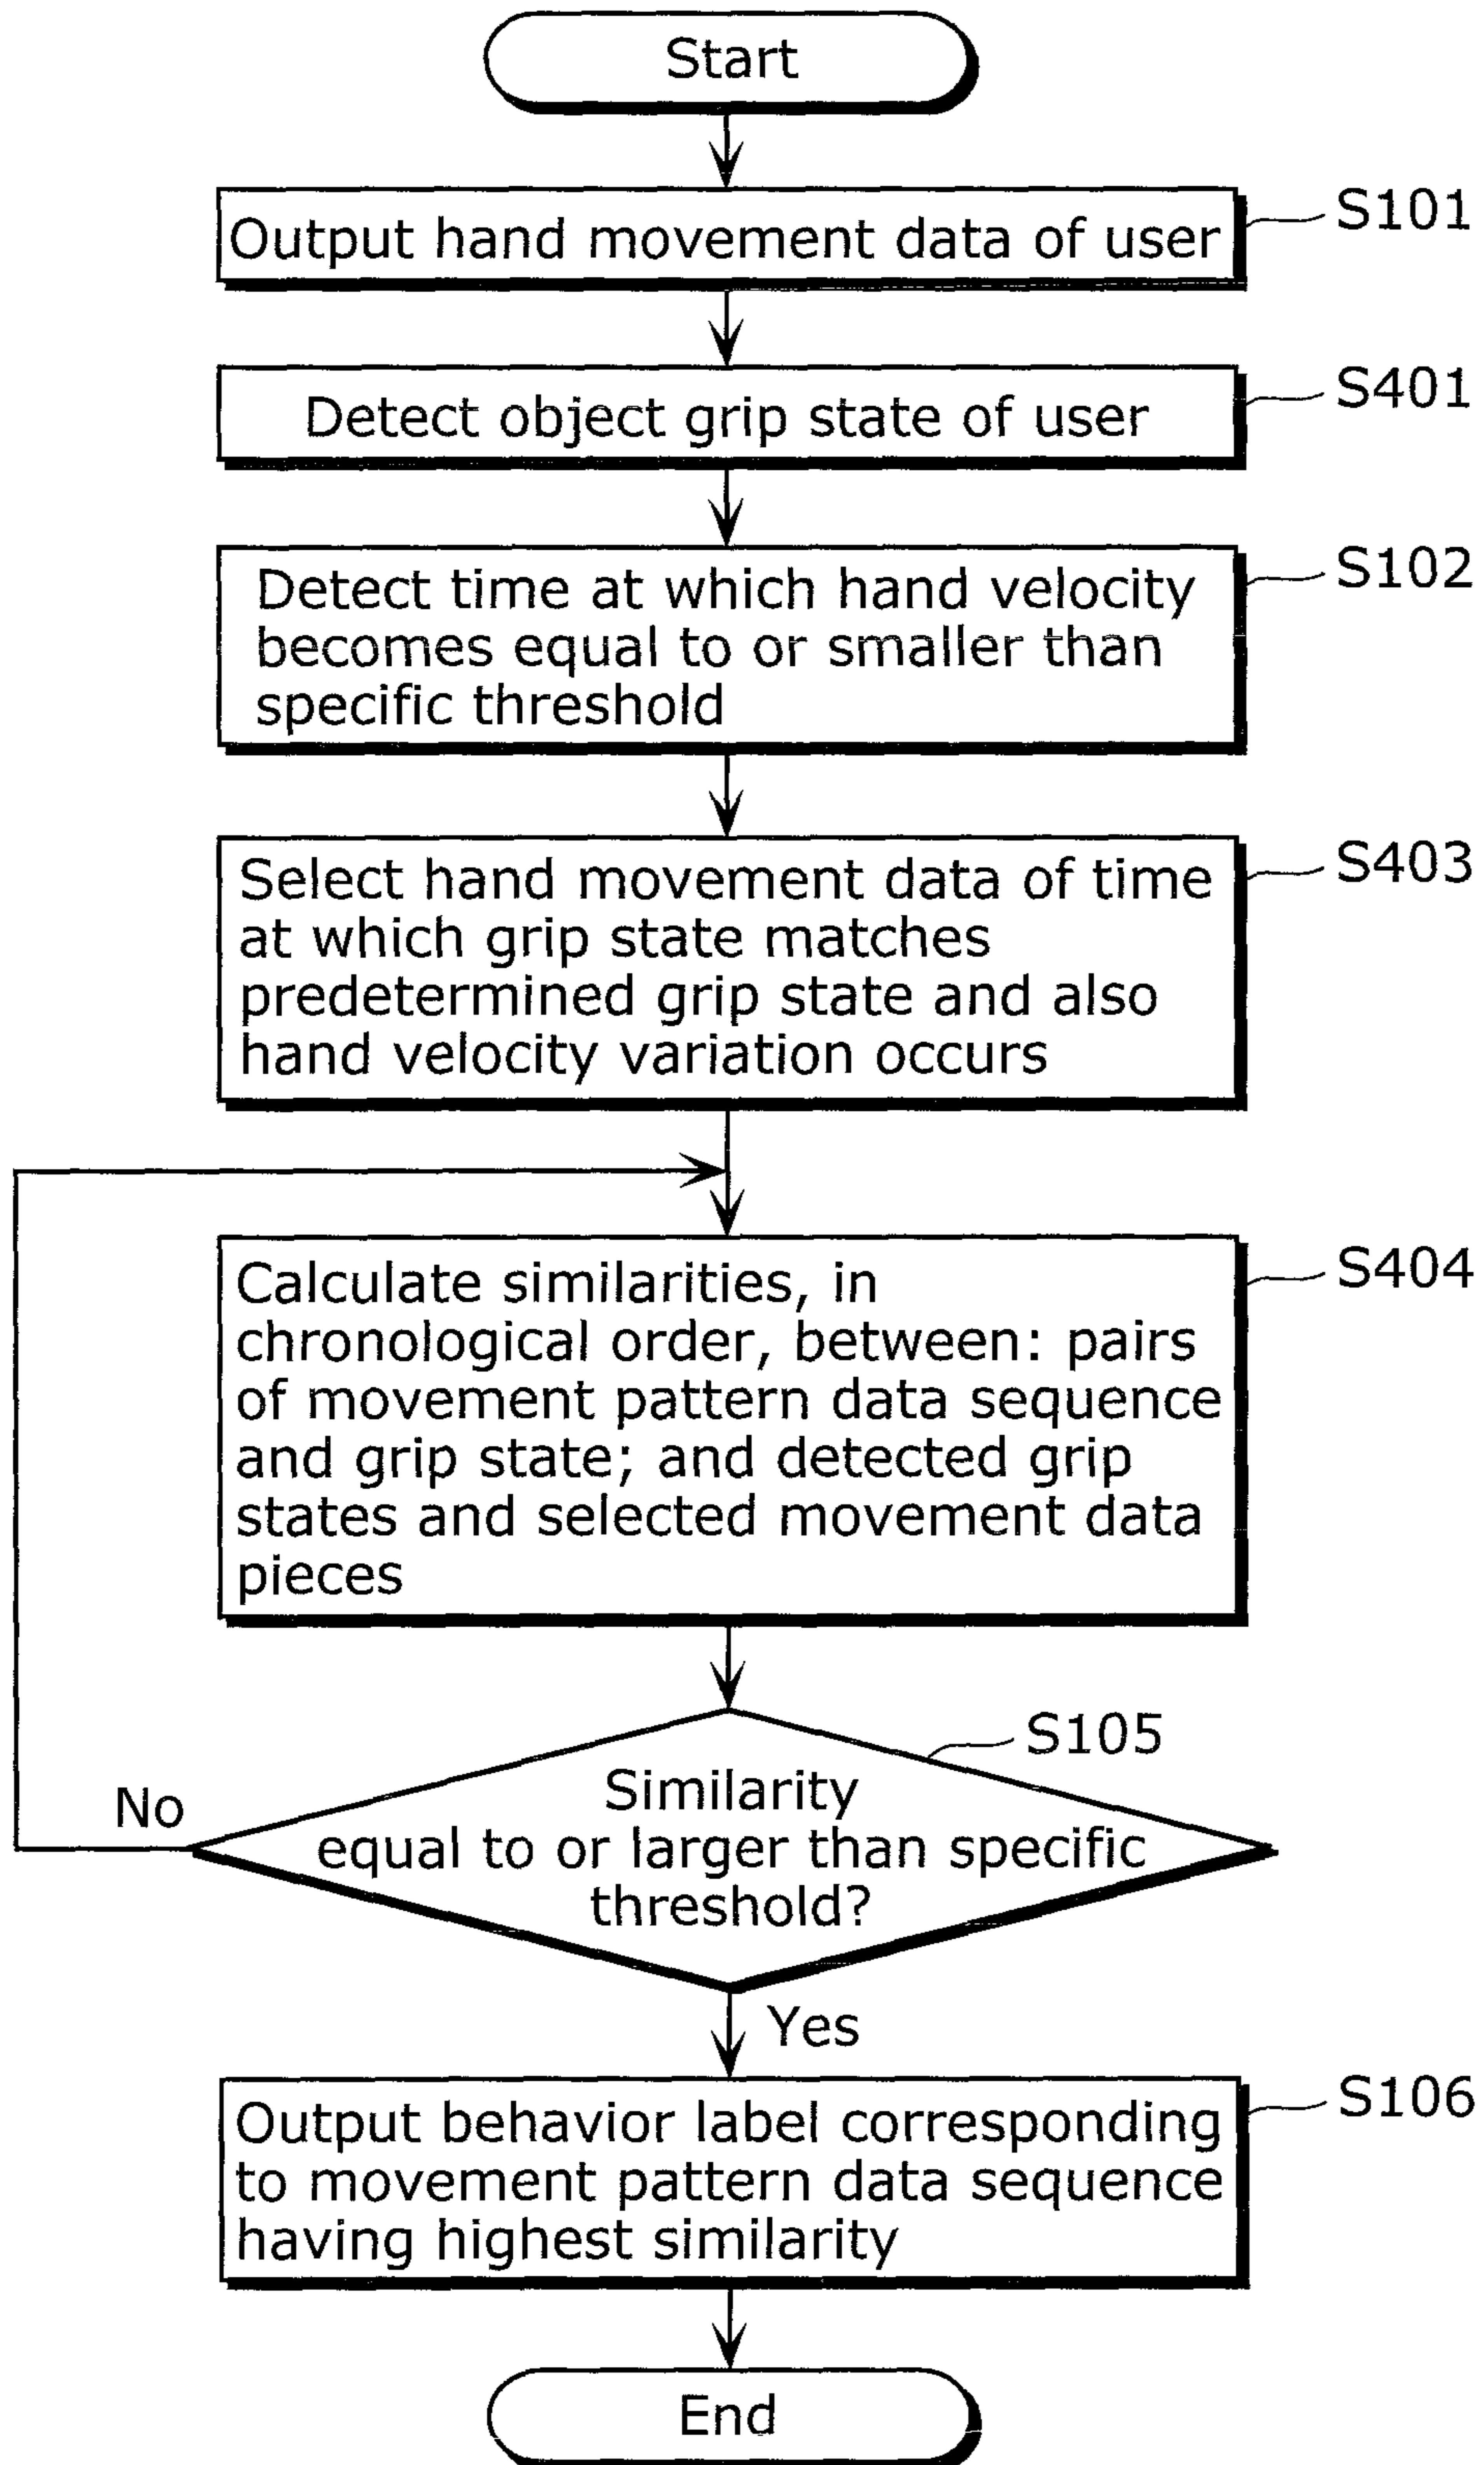 Start
Output hand movement data of user
S101
Detect object grip state of user
S401
Detect time at which hand velocity
becomes equal to or smaller than
specific threshold
S102
Select hand movement data of time
at which grip state matches
predetermined grip state and also
hand velocity variation occurs
S403
Calculate similarities, in
chronological order, between: pairs
of movement pattern data sequence
and grip state; and detected grip
states and selected movement data
pieces
S404
S105
Similarity
equal to or larger than specific
threshold?
No
Yes
Output behavior label corresponding
to movement pattern data sequence
having highest similarity
S106
End